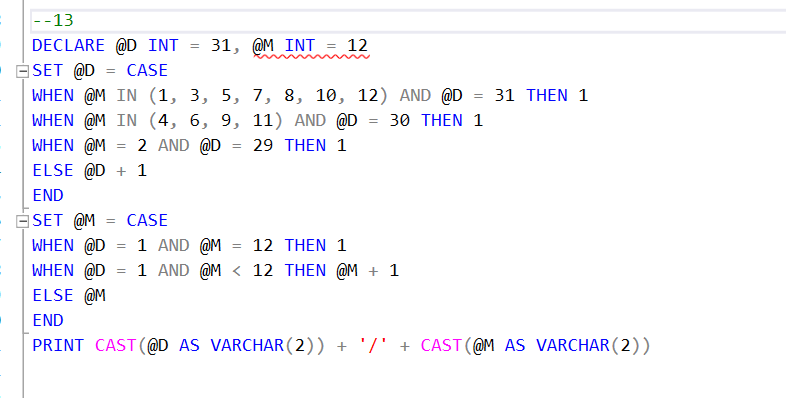 --13
DECLARE @D INT = 31, @M INT = 12
SET @D = CASE
WHEN @M IN (1, 3, 5, 7, 8, 10, 12) AND @D = 31 THEN 1
WHEN @M IN (4, 6, 9, 11) AND @D = 30 THEN 1
WHEN @M = 2 AND @D = 29 THEN 1
ELSE @D + 1
END
SET @M = CASE
WHEN @D = 1 AND @M = 12 THEN 1
WHEN @D = 1 AND @M < 12 THEN @M + 1
ELSE @M
END
PRINT CAST(@D AS VARCHAR(2)) + '/' + CAST(@M AS VARCHAR(2))